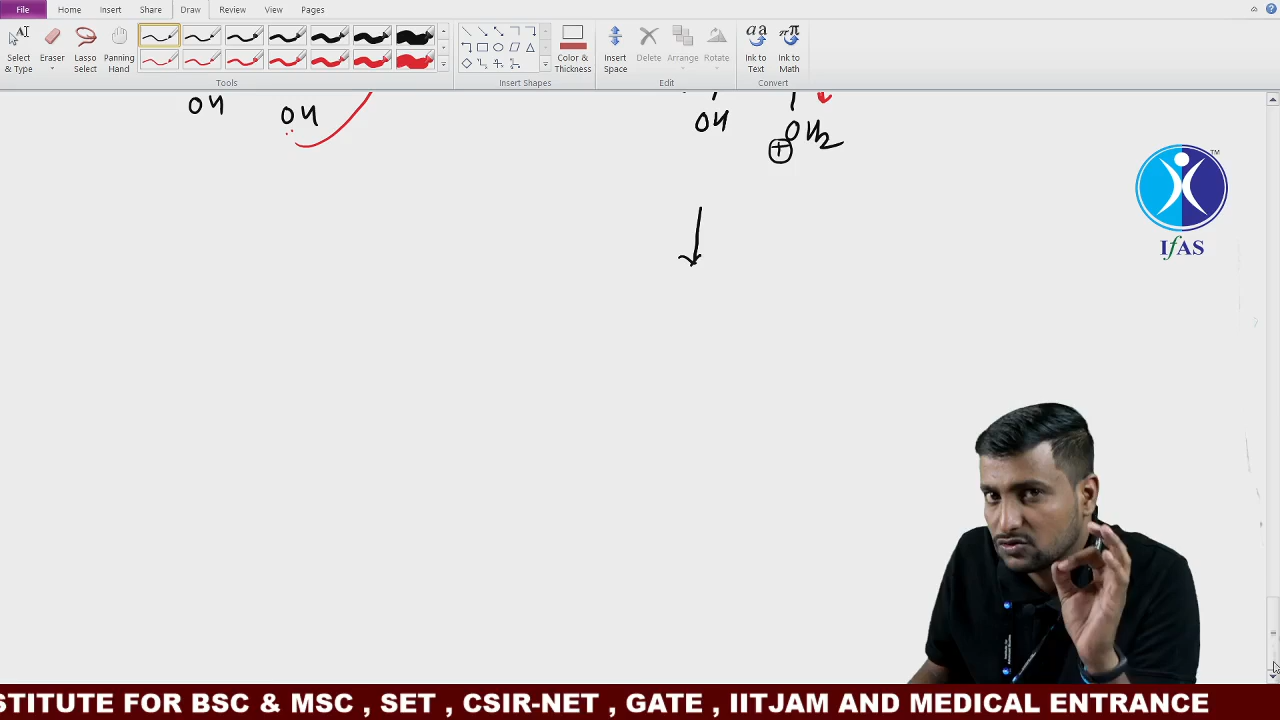 File Home Insert Share Draw Review View Pages
Select & Type
Eraser
Lasso Select
Panning Hand
Tools
Insert Shapes
Color & Thickness
Insert Space
Delete
Arrange
Rotate
Edit
Ink to Text
Ink to Math
Convert
OH
OH
OH
OH2
+
TM
IfAS
STITUTE FOR BSC & MSC , SET , CSIR-NET , GATE , IITJAM AND MEDICAL ENTRANCE